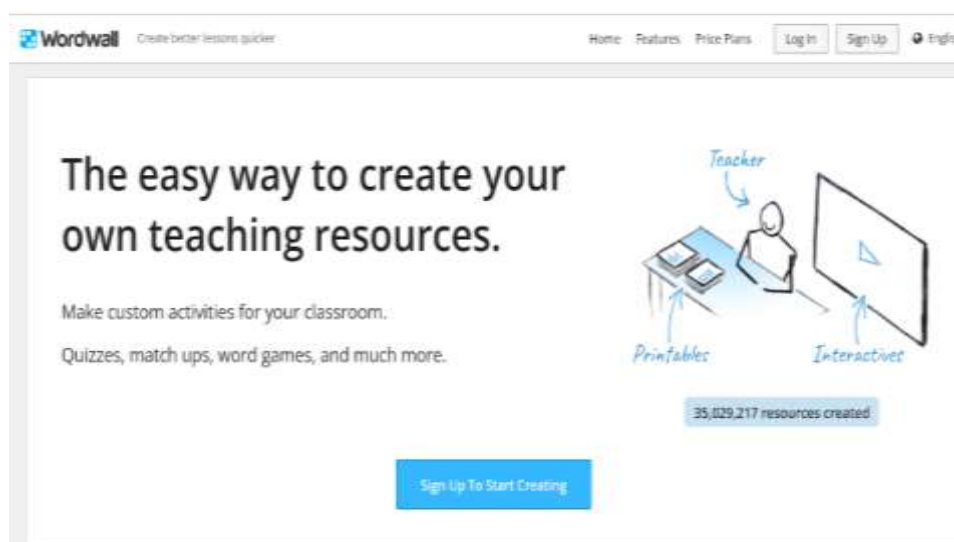 Wordwall Create better lessons quicker Home Features Price Plans Log In Sign Up
The easy way to create your
own teaching resources.
Make custom activities for your classroom.
Quizzes, match ups, word games, and much more.
Teacher
Printables
Interactives
35,029,217 resources created
Sign Up To Start Creating